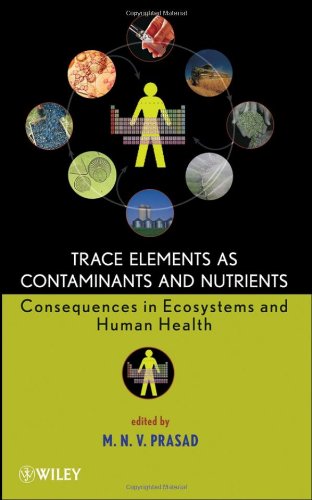 TRACE ELEMENTS AS
CONTAMINANTS AND NUTRIENTS
Consequences in Ecosystems and
Human Health
edited by
M. N. V. PRASAD
WILEY